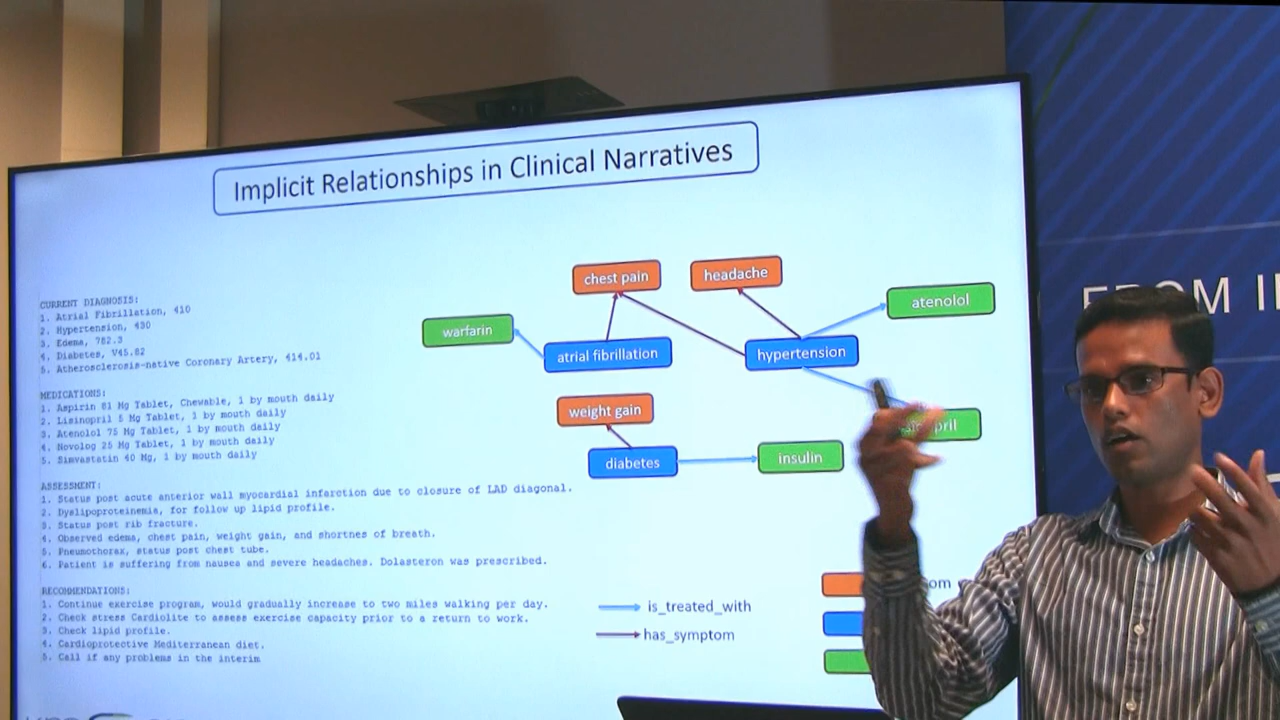 Implicit Relationships in Clinical Narratives
CURRENT DIAGNOSIS:
1. Atrial Fibrillation, 410
2. Hypertension, 430
3. Edema, 782.3
4. Diabetes, V45.82
5. Atherosclerosis-native Coronary Artery, 414.01
MEDICATIONS:
1. Aspirin 81 Mg Tablet, Chewable, 1 by mouth daily
2. Lisinopril 5 Mg Tablet, 1 by mouth daily
3. Atenolol 75 Mg Tablet, 1 by mouth daily
4. Novolog 25 Mg Tablet, 1 by mouth daily
5. Simvastatin 40 Mg, 1 by mouth daily
ASSESSMENT:
1. Status post acute anterior wall myocardial infarction due to closure of LAD diagonal.
2. Dyslipoproteinemia, for follow up lipid profile.
3. Status post rib fracture.
4. Observed edema, chest pain, weight gain, and shortnes of breath.
5. Pneumothorax, status post chest tube.
6. Patient is suffering from nausea and severe headaches. Dolasteron was prescribed.
RECOMMENDATIONS:
1. Continue exercise program, would gradually increase to two miles walking per day.
2. Check stress Cardiolite to assess exercise capacity prior to a return to work.
3. Check lipid profile.
4. Cardioprotective Mediterranean diet.
5. Call if any problems in the interim
chest pain
headache
atenolol
warfarin
atrial fibrillation
hypertension
weight gain
diabetes
insulin
is_treated_with
has_symptom
FROM